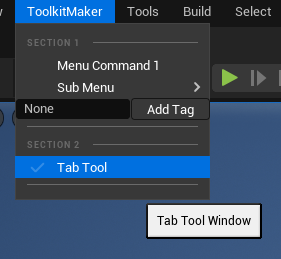 ToolkitMaker Tools Build Select
SECTION 1
Menu Command 1
Sub Menu
None Add Tag
SECTION 2
Tab Tool
Tab Tool Window